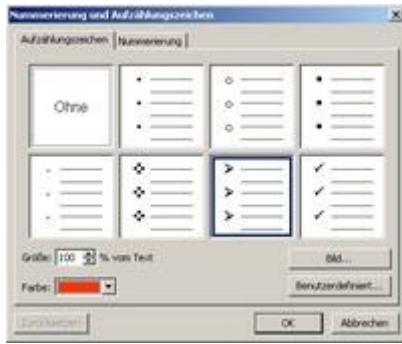 Nummerierung und Aufzählungszeichen
Aufzählungszeichen Nummerierung
Ohne
Größe: 100 % vom Text
Bild...
Farbe:
Benutzerdefiniert...
Zurücksetzen
OK Abbrechen